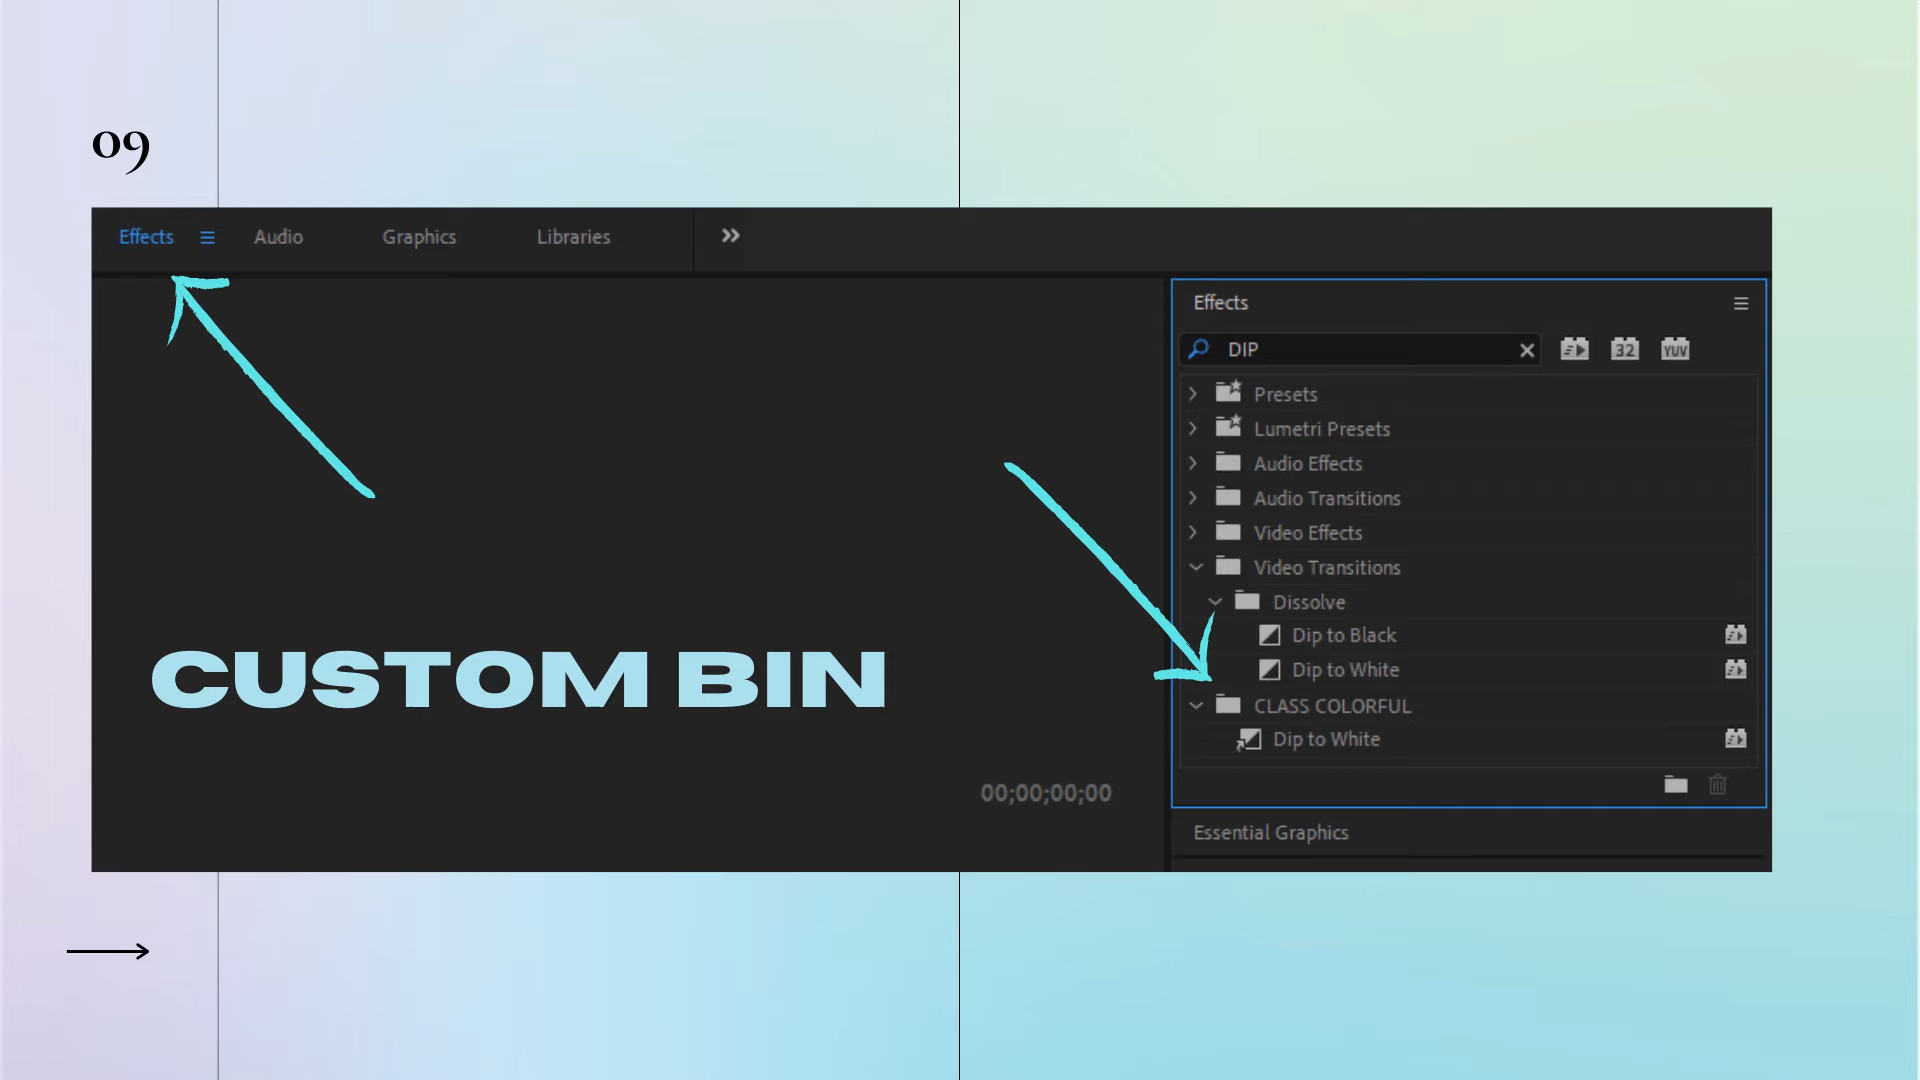 09
Effects Audio Graphics Libraries
Effects
DIP 32 YUV
Presets
Lumetri Presets
Audio Effects
Audio Transitions
Video Effects
Video Transitions
Dissolve
Dip to Black
Dip to White
CLASS COLORFUL
Dip to White
CUSTOM BIN
00;00;00;00
Essential Graphics